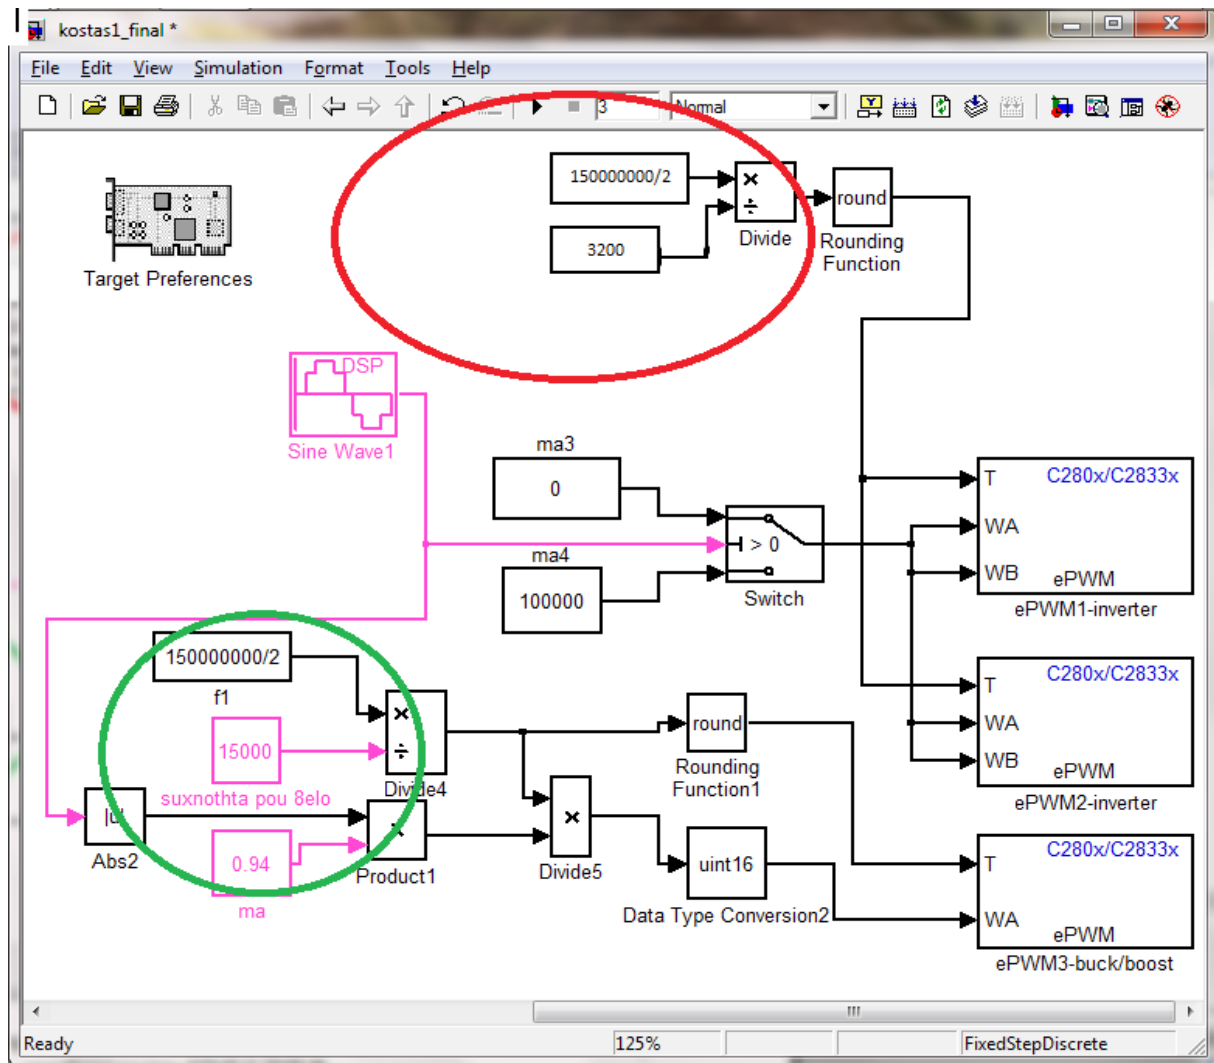 kostas1_final *
File Edit View Simulation Format Tools Help
3 Normal
150000000/2
3200
Divide
round
Rounding
Function
Target Preferences
DSP
Sine Wave1
ma3
0
ma4
100000
> 0
Switch
T
WA
WB
C280x/C2833x
ePWM
ePWM1-inverter
150000000/2
f1
15000
suxnothta pou 8elo
Divide4
|u|
Abs2
0.94
ma
Product1
Divide5
round
Rounding
Function1
uint16
Data Type Conversion2
T
WA
WB
C280x/C2833x
ePWM
ePWM2-inverter
T
WA
C280x/C2833x
ePWM
ePWM3-buck/boost
Ready 125% FixedStepDiscrete